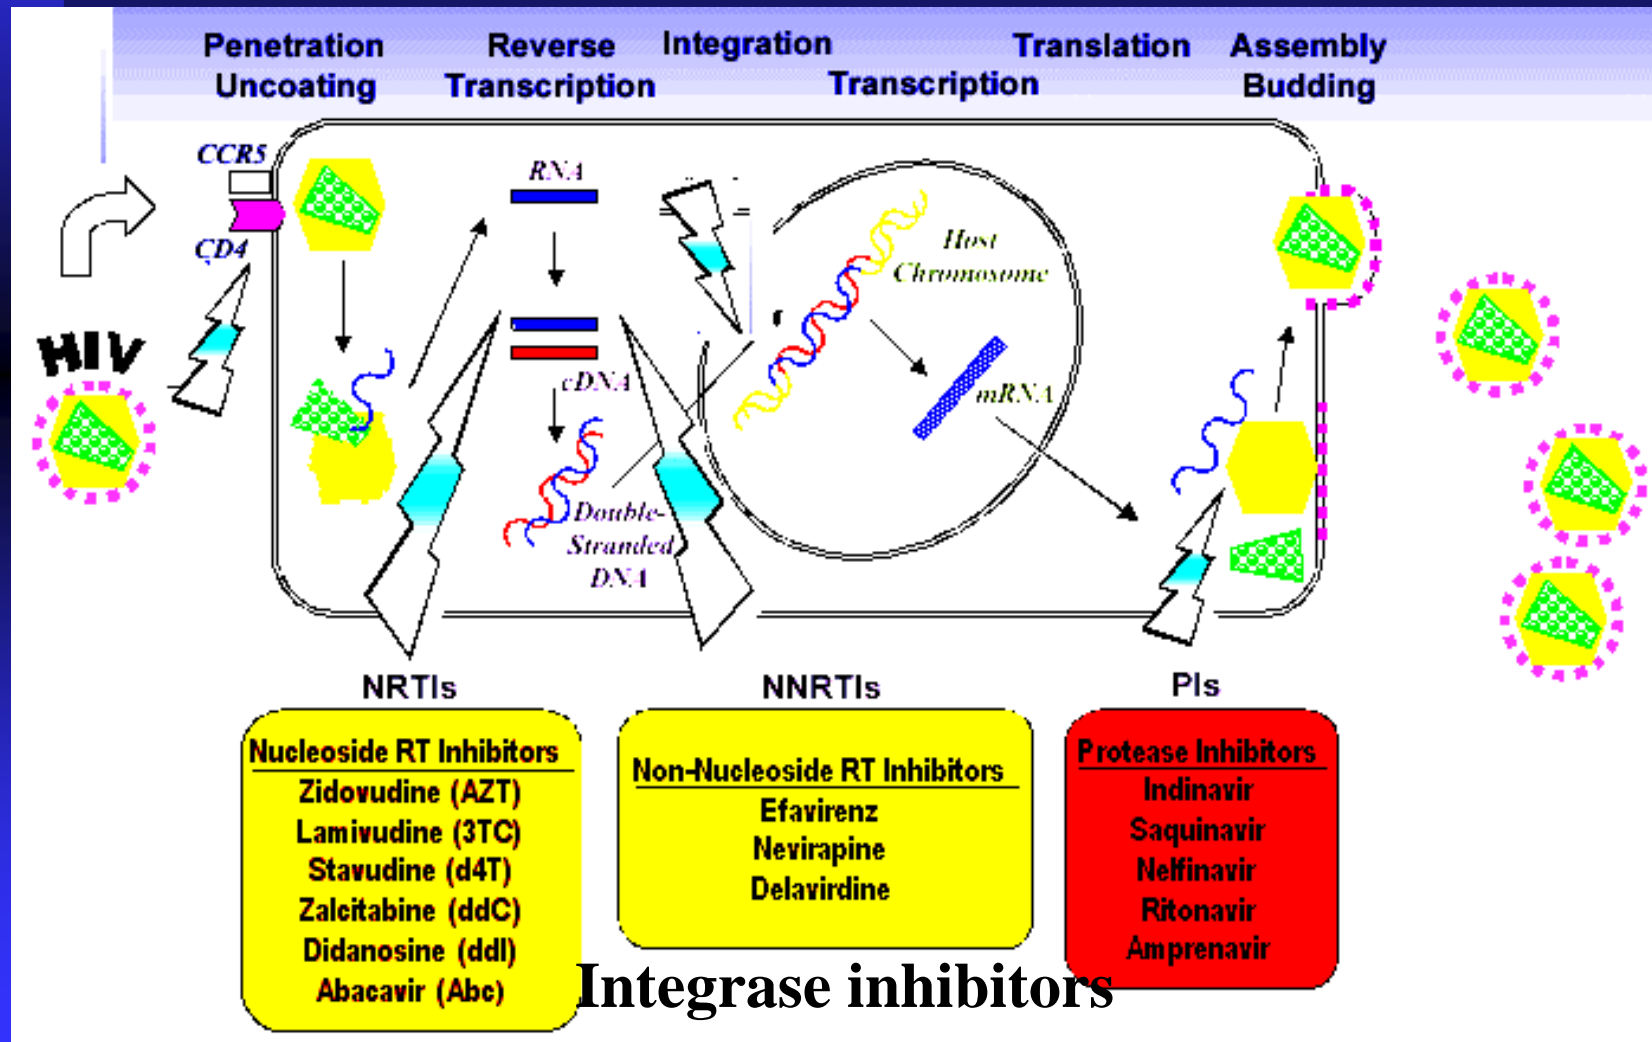 Penetration
Uncoating
Reverse
Transcription
Integration
Transcription
Translation
Assembly
Budding
CCR5
CD4
HIV
RNA
cDNA
Double-
Stranded
DNA
Host
Chromosome
mRNA
NRTIs
Nucleoside RT Inhibitors
Zidovudine (AZT)
Lamivudine (3TC)
Stavudine (d4T)
Zalcitabine (ddC)
Didanosine (ddI)
Abacavir (Abc)
NNRTIs
Non-Nucleoside RT Inhibitors
Efavirenz
Nevirapine
Delavirdine
PIs
Protease Inhibitors
Indinavir
Saquinavir
Nelfinavir
Ritonavir
Amprenavir
Integrase inhibitors